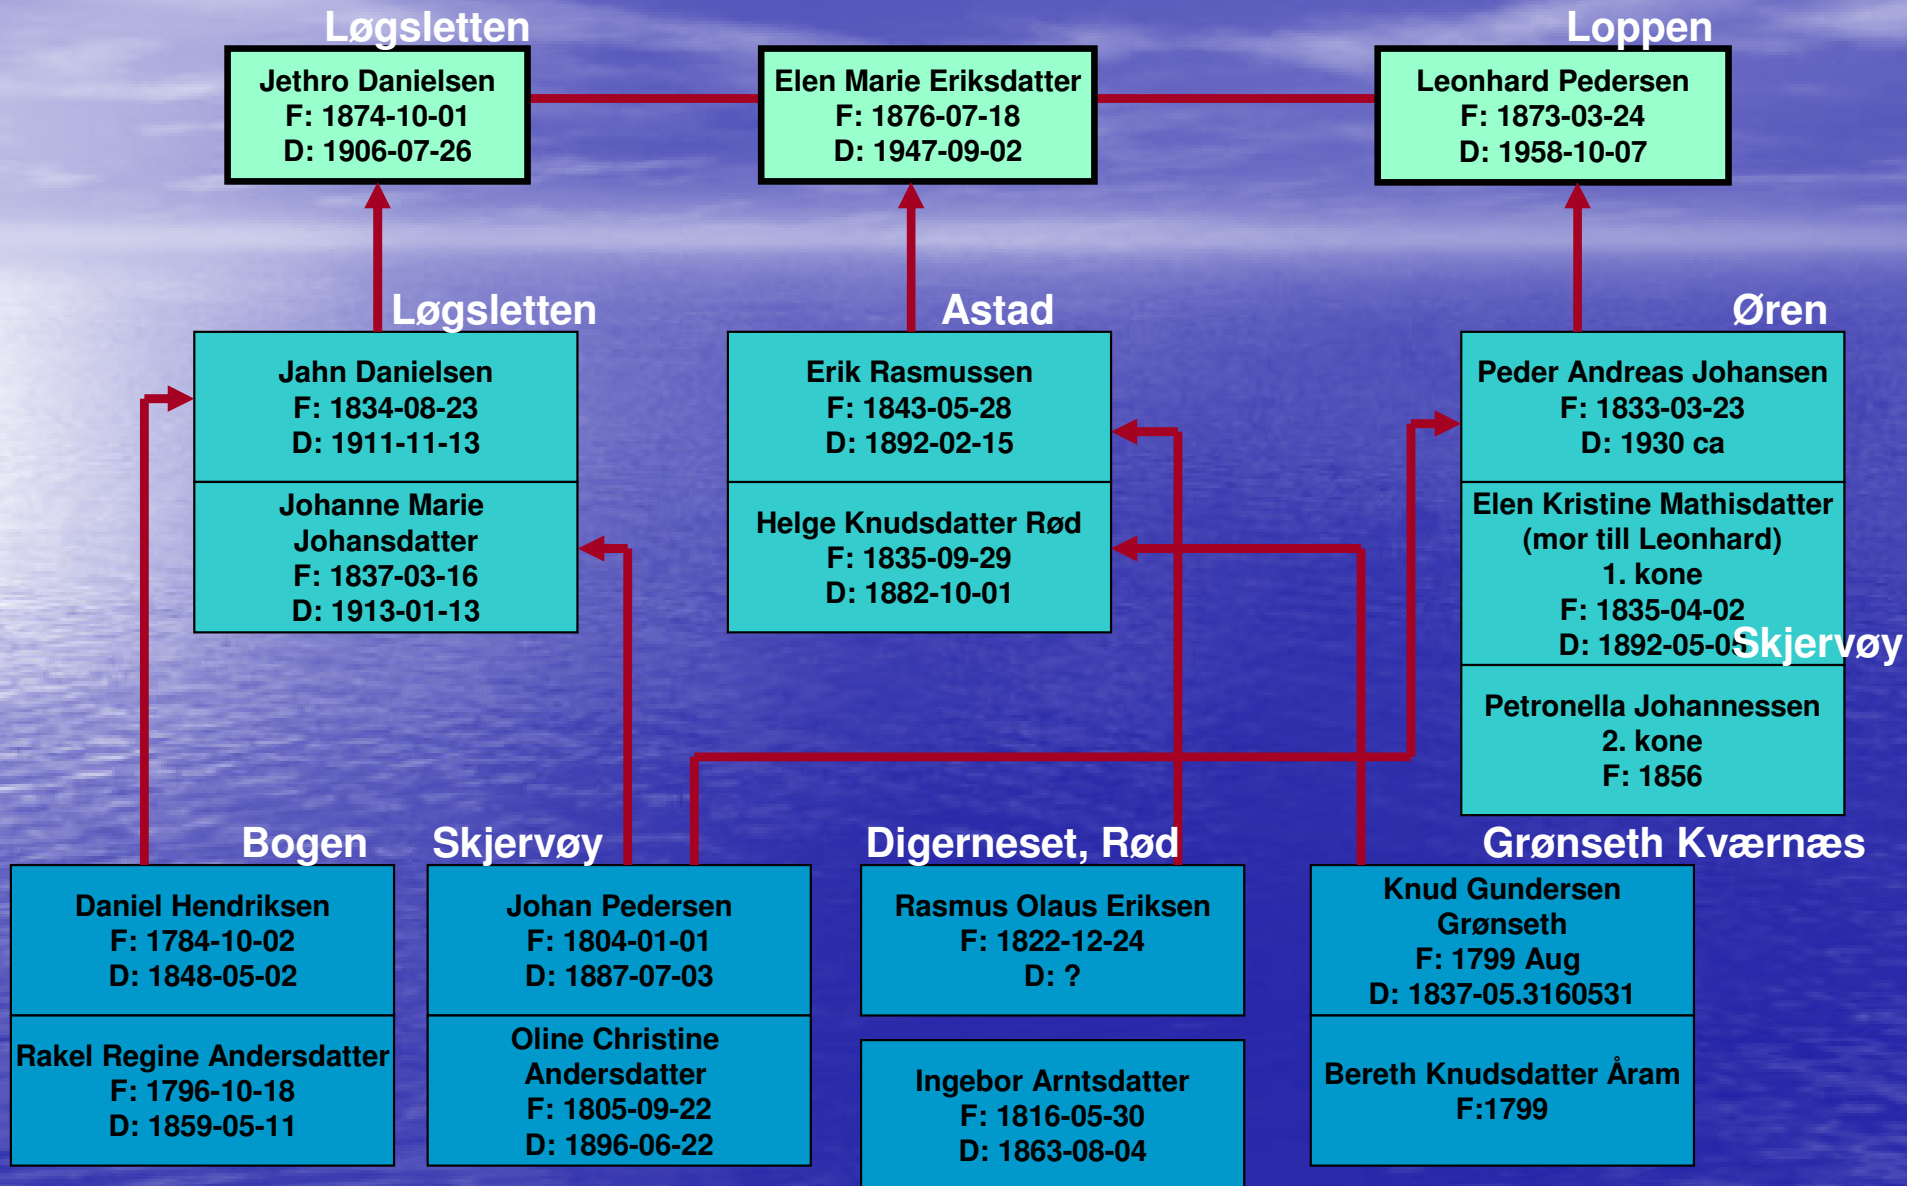 Løgsletten
Jethro Danielsen
F: 1874-10-01
D: 1906-07-26
Elen Marie Eriksdatter
F: 1876-07-18
D: 1947-09-02
Loppen
Leonhard Pedersen
F: 1873-03-24
D: 1958-10-07
Løgsletten
Jahn Danielsen
F: 1834-08-23
D: 1911-11-13
Johanne Marie
Johansdatter
F: 1837-03-16
D: 1913-01-13
Astad
Erik Rasmussen
F: 1843-05-28
D: 1892-02-15
Helge Knudsdatter Rød
F: 1835-09-29
D: 1882-10-01
Øren
Peder Andreas Johansen
F: 1833-03-23
D: 1930 ca
Elen Kristine Mathisdatter
(mor till Leonhard)
1. kone
F: 1835-04-02
D: 1892-05-05
Skjervøy
Petronella Johannessen
2. kone
F: 1856
Bogen
Daniel Hendriksen
F: 1784-10-02
D: 1848-05-02
Rakel Regine Andersdatter
F: 1796-10-18
D: 1859-05-11
Skjervøy
Johan Pedersen
F: 1804-01-01
D: 1887-07-03
Oline Christine
Andersdatter
F: 1805-09-22
D: 1896-06-22
Digerneset, Rød
Rasmus Olaus Eriksen
F: 1822-12-24
D: ?
Ingebor Arntsdatter
F: 1816-05-30
D: 1863-08-04
Grønseth Kværnæs
Knud Gundersen
Grønseth
F: 1799 Aug
D: 1837-05.3160531
Bereth Knudsdatter Åram
F:1799